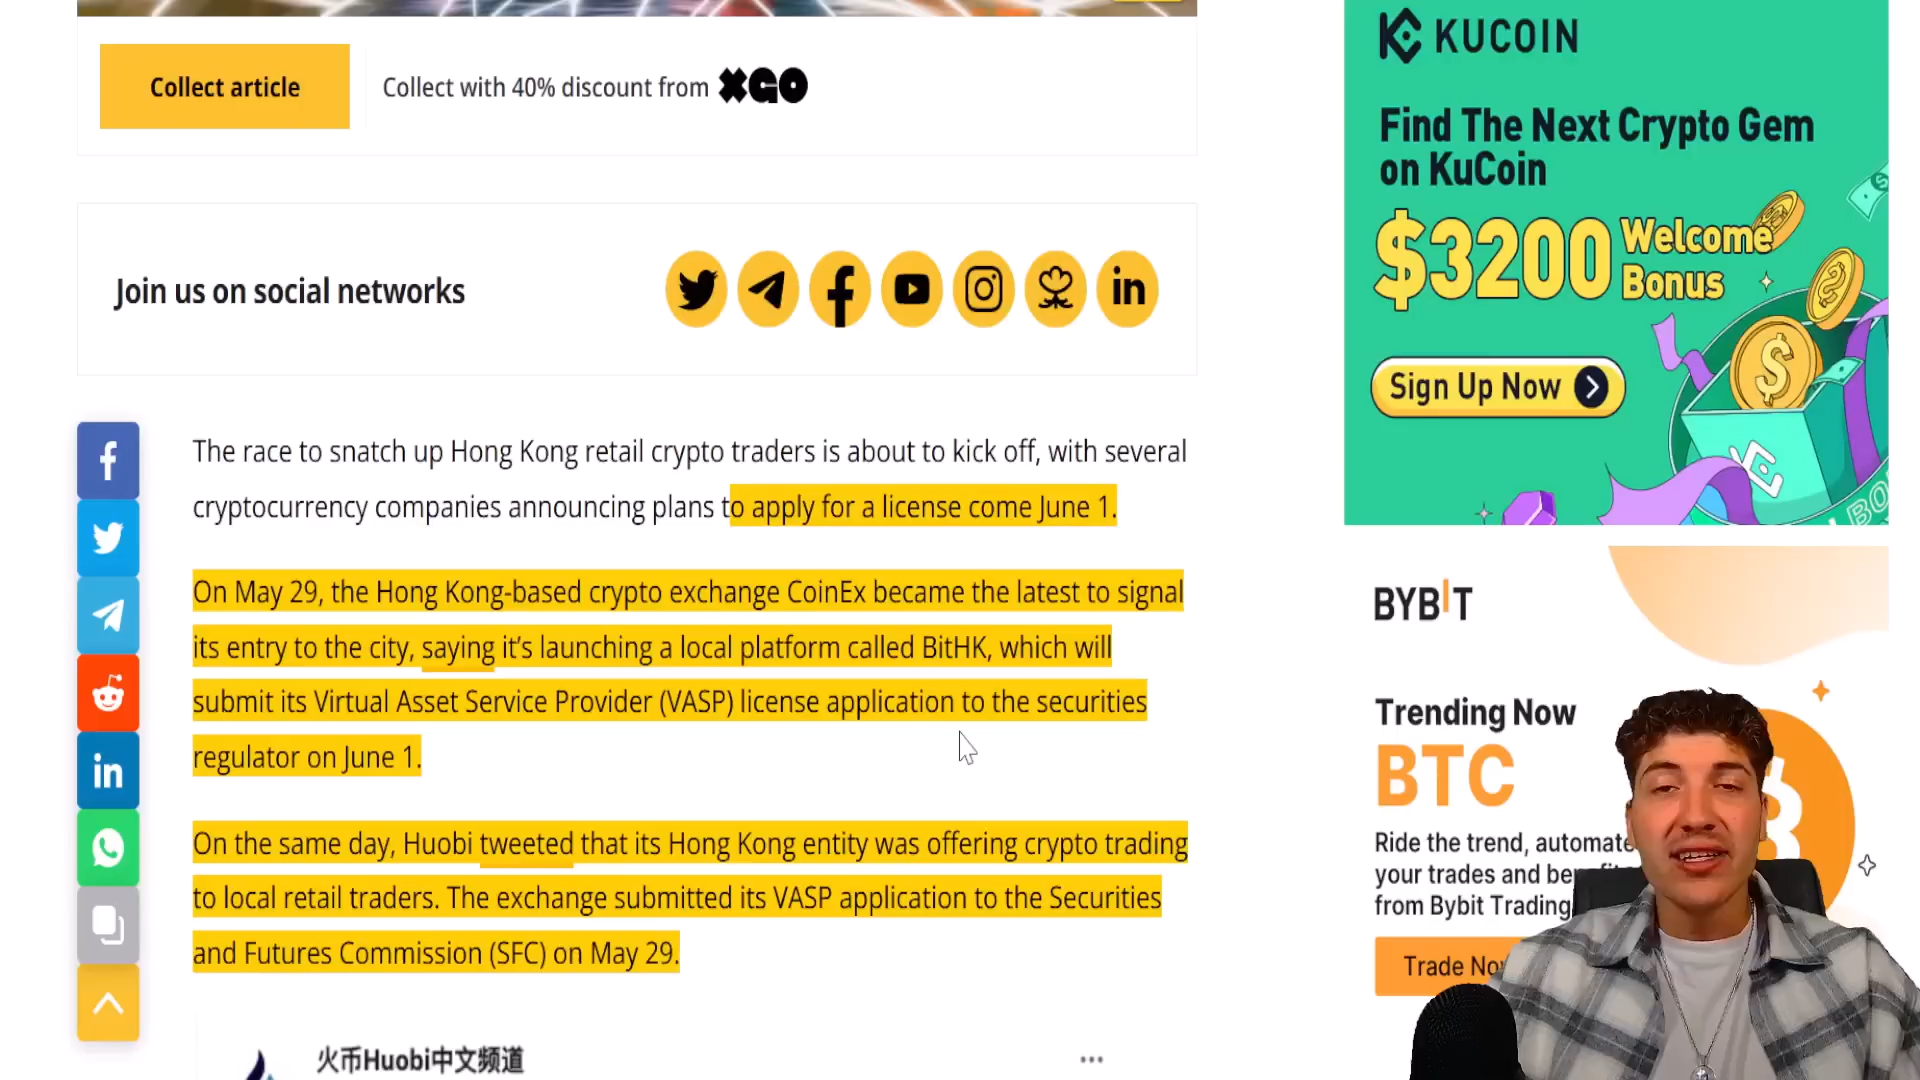 Collect article
Collect with 40% discount from XGO
Join us on social networks
The race to snatch up Hong Kong retail crypto traders is about to kick off, with several
cryptocurrency companies announcing plans to apply for a license come June 1.
On May 29, the Hong Kong-based crypto exchange CoinEx became the latest to signal
its entry to the city, saying it’s launching a local platform called BitHK, which will
submit its Virtual Asset Service Provider (VASP) license application to the securities
regulator on June 1.
On the same day, Huobi tweeted that its Hong Kong entity was offering crypto trading
to local retail traders. The exchange submitted its VASP application to the Securities
and Futures Commission (SFC) on May 29.
火币Huobi中文频道
KUCOIN
Find The Next Crypto Gem
on KuCoin
$3200 Welcome
Bonus
Sign Up Now
BYBIT
Trending Now
BTC
Ride the trend, automate
your trades and
from Bybit Trading
Trade